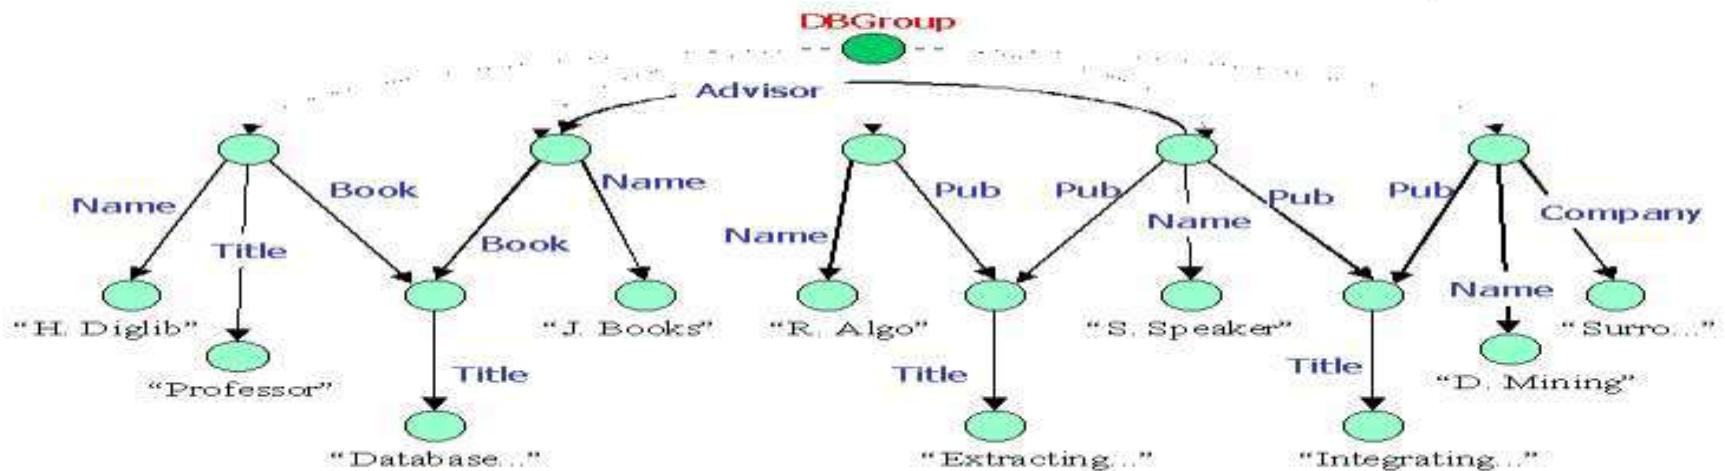 DBGroup
Advisor
Name
Title
Book
Book
Name
Name
Pub
Pub
Name
Pub
Pub
Name
Company
"H. Diglib"
"Professor"
"J. Books"
"R. Algo"
"S. Speaker"
"D. Mining"
"Surro..."
Title
Title
Title
"Database..."
"Extracting..."
"Integrating..."